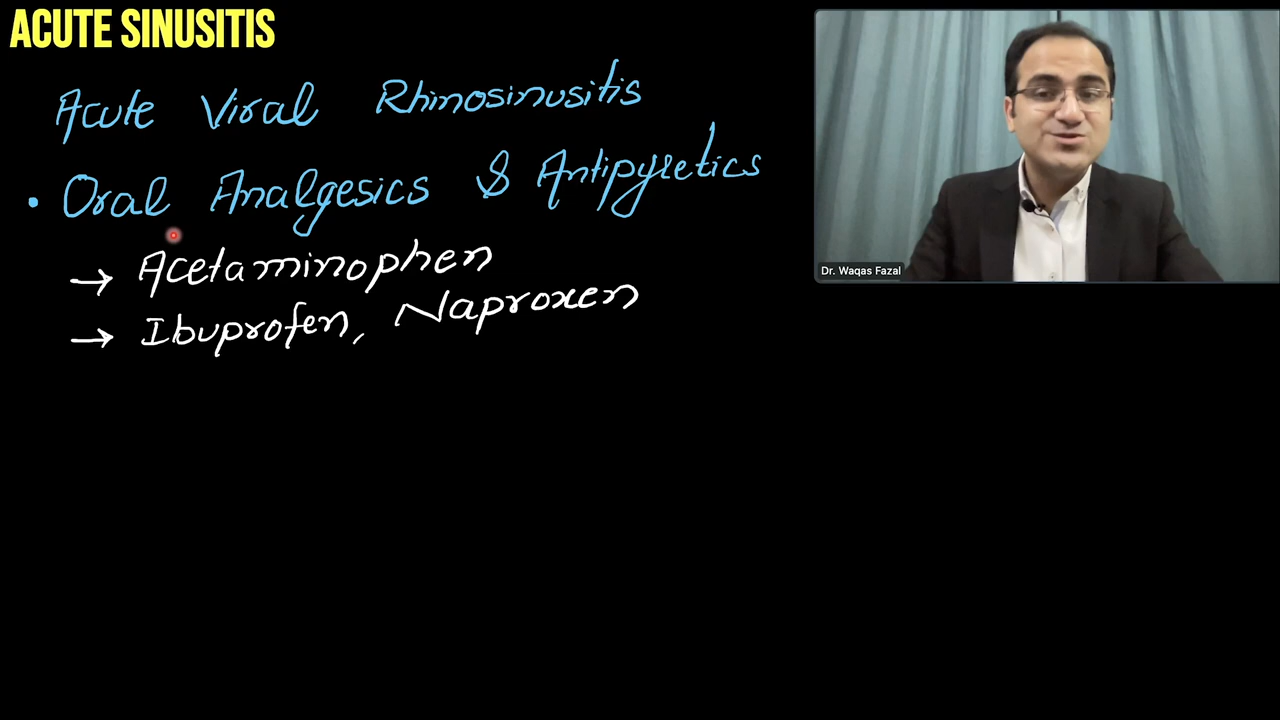 ACUTE SINUSITIS
Acute Viral Rhinosinusitis
• Oral Analgesics & Antipyretics
→ Acetaminophen
→ Ibuprofen, Naproxen
Dr. Waqas Fazal